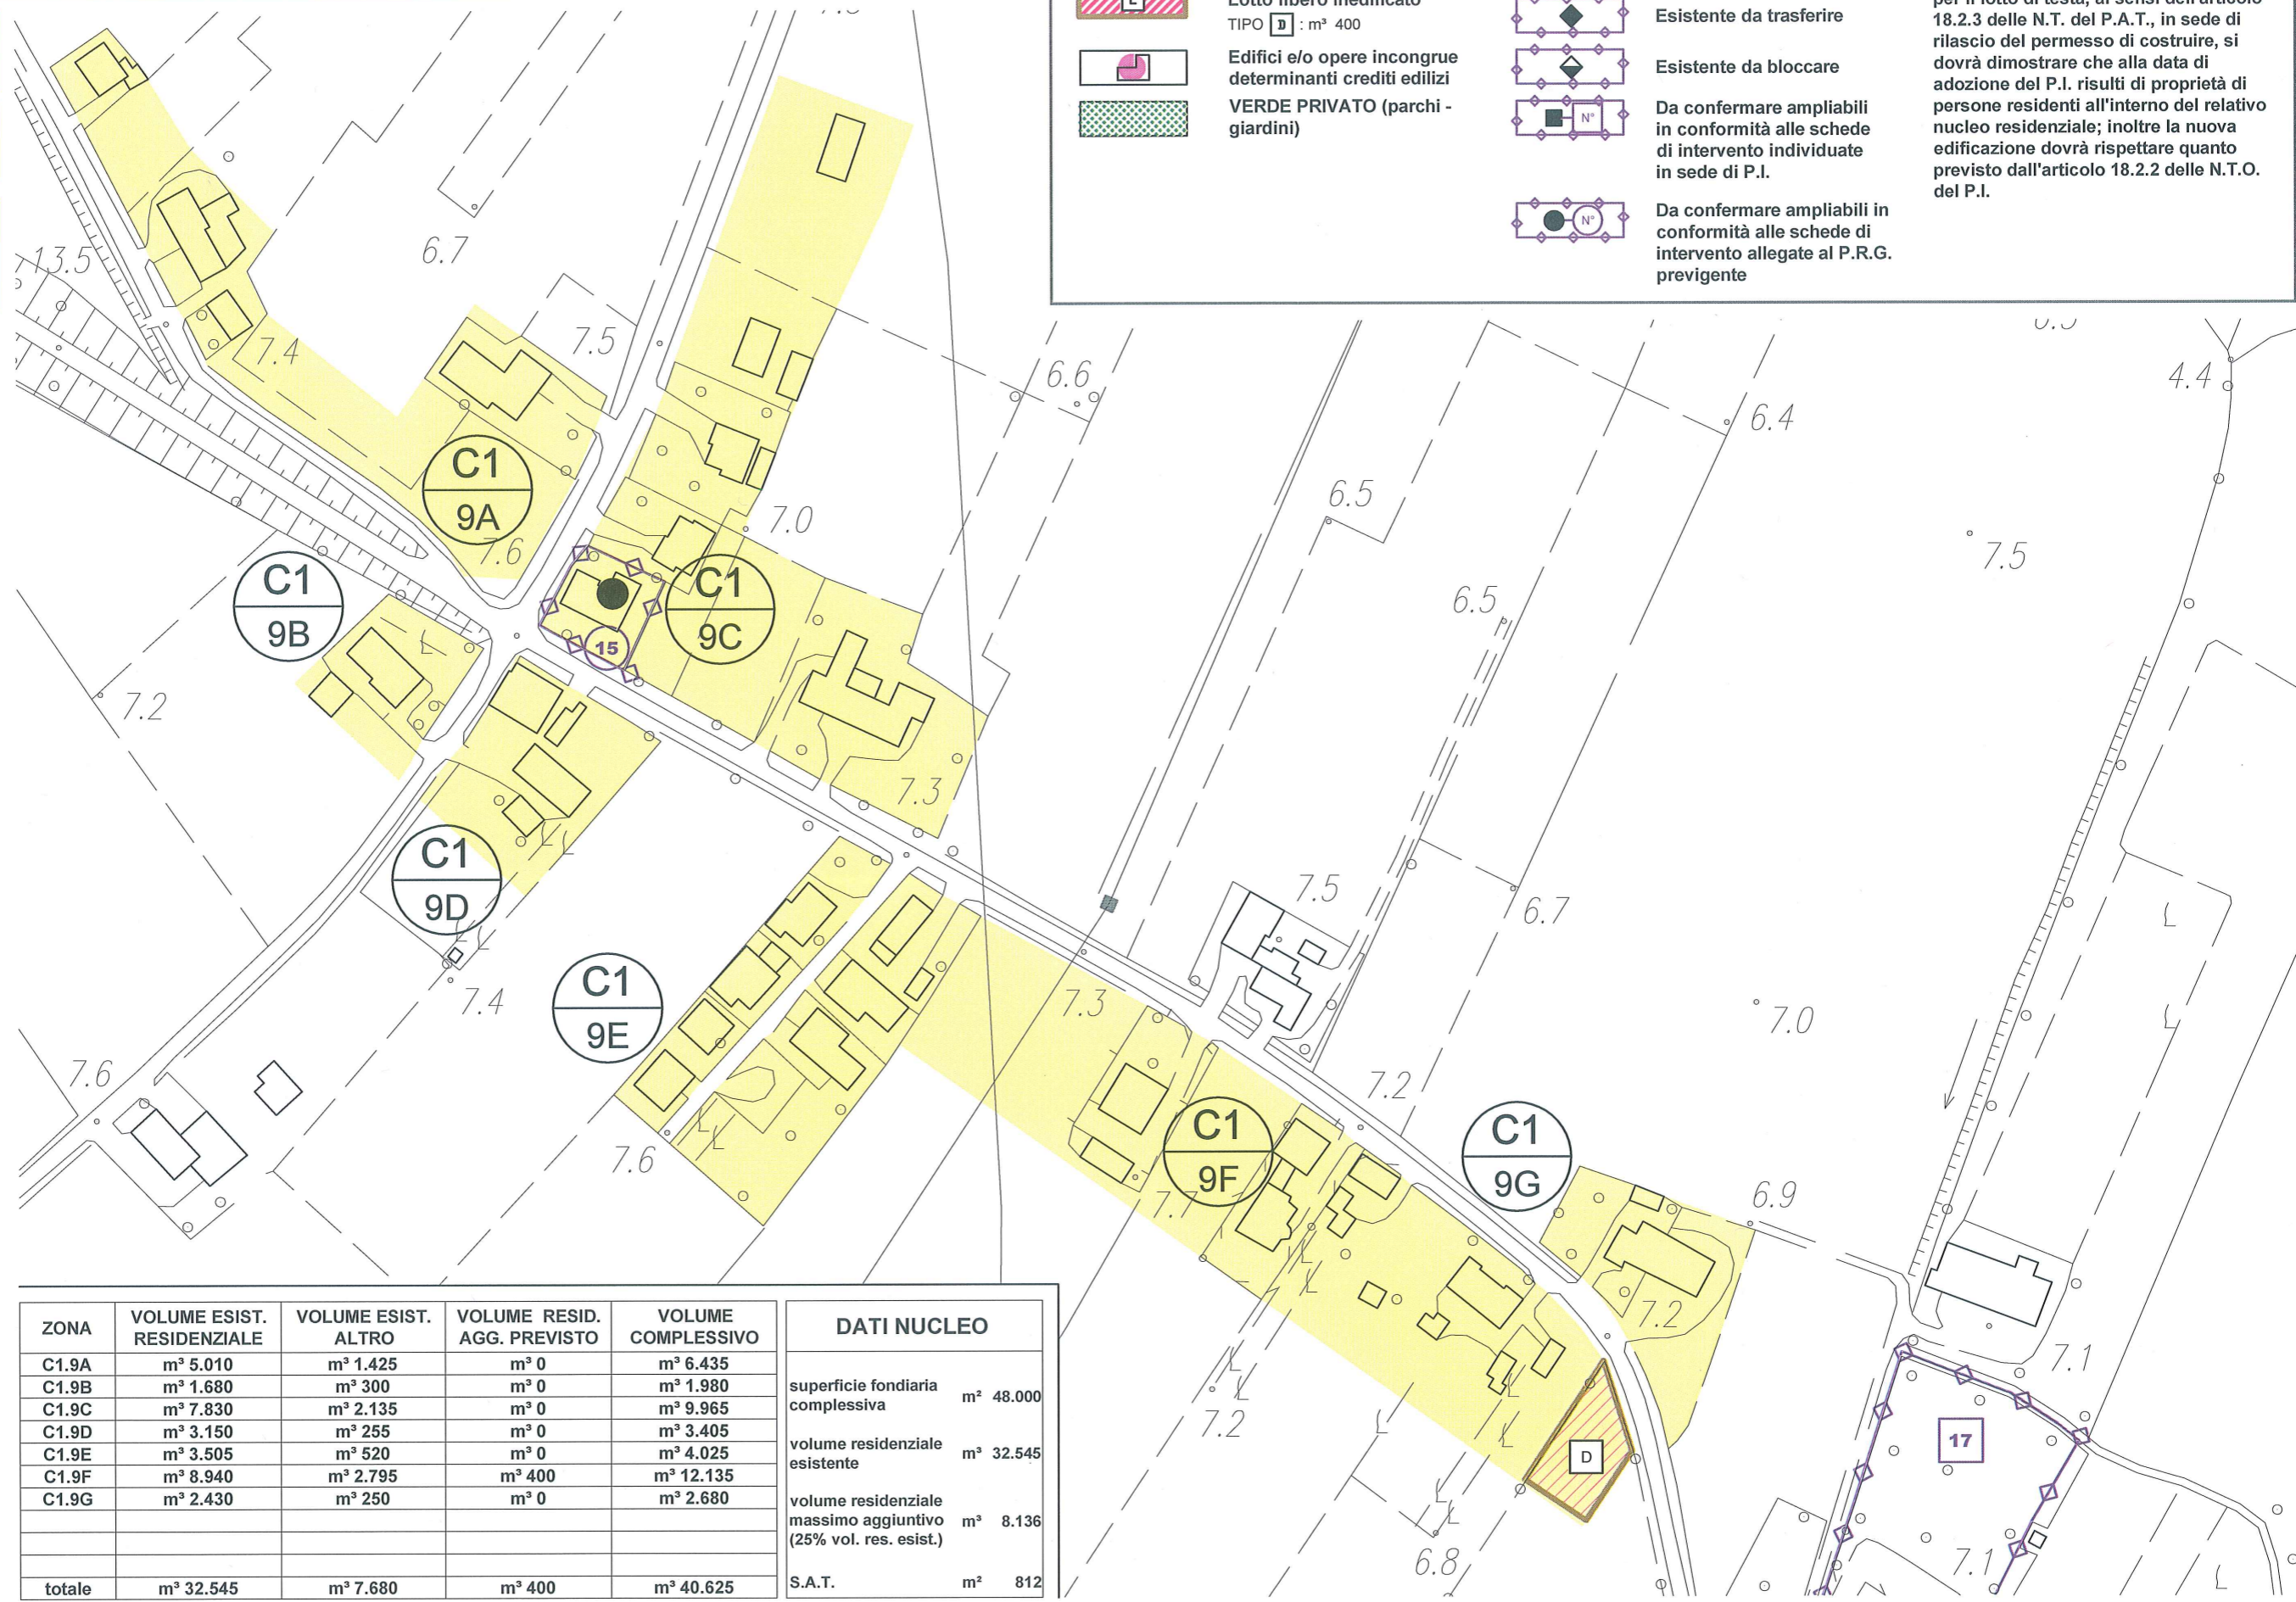 Lotto libero inedificato
TIPO D : m³ 400
Edifici e/o opere incongrue
determinanti crediti edilizi
VERDE PRIVATO (parchi -
giardini)
Esistente da trasferire
Esistente da bloccare
N°
Da confermare ampliabili
in conformità alle schede
di intervento individuate
in sede di P.I.
N°
Da confermare ampliabili in
conformità alle schede di
intervento allegate al P.R.G.
previgente
per il lotto di testa, ai sensi dell'articolo
18.2.3 delle N.T. del P.A.T., in sede di
rilascio del permesso di costruire, si
dovrà dimostrare che alla data di
adozione del P.I. risulti di proprietà di
persone residenti all'interno del relativo
nucleo residenziale; inoltre la nuova
edificazione dovrà rispettare quanto
previsto dall'articolo 18.2.2 delle N.T.O.
del P.I.
13.5
6.7
7.5
7.4
6.6
4.4
6.4
C1
9A
7.6
7.0
6.5
7.5
C1
9B
C1
9C
15
6.5
7.2
7.3
C1
9D
7.5
6.7
7.4
C1
9E
7.3
7.0
7.6
7.2
7.6
C1
9F
7.7
C1
9G
6.9
7.2
7.1
7.2
D
17
6.8
7.1
ZONA VOLUME ESIST. RESIDENZIALE VOLUME ESIST. ALTRO VOLUME RESID. AGG. PREVISTO VOLUME COMPLESSIVO
C1.9A m³ 5.010 m³ 1.425 m³ 0 m³ 6.435
C1.9B m³ 1.680 m³ 300 m³ 0 m³ 1.980
C1.9C m³ 7.830 m³ 2.135 m³ 0 m³ 9.965
C1.9D m³ 3.150 m³ 255 m³ 0 m³ 3.405
C1.9E m³ 3.505 m³ 520 m³ 0 m³ 4.025
C1.9F m³ 8.940 m³ 2.795 m³ 400 m³ 12.135
C1.9G m³ 2.430 m³ 250 m³ 0 m³ 2.680
totale m³ 32.545 m³ 7.680 m³ 400 m³ 40.625
DATI NUCLEO
superficie fondiaria
complessiva m² 48.000
volume residenziale
esistente m³ 32.545
volume residenziale
massimo aggiuntivo m³ 8.136
(25% vol. res. esist.)
S.A.T. m² 812